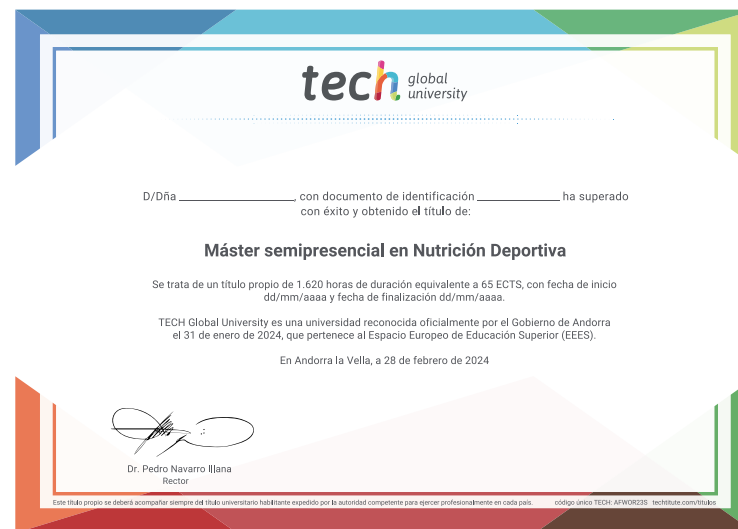 tech global university
D/Dña ____________________, con documento de identificación ______________ ha superado
con éxito y obtenido el título de:
Máster semipresencial en Nutrición Deportiva
Se trata de un título propio de 1.620 horas de duración equivalente a 65 ECTS, con fecha de inicio
dd/mm/aaaa y fecha de finalización dd/mm/aaaa.
TECH Global University es una universidad reconocida oficialmente por el Gobierno de Andorra
el 31 de enero de 2024, que pertenece al Espacio Europeo de Educación Superior (EEES).
En Andorra la Vella, a 28 de febrero de 2024
Dr. Pedro Navarro Illana
Rector
Este título propio se deberá acompañar siempre del título universitario habilitante expedido por la autoridad competente para ejercer profesionalmente en cada país. código único TECH: AFWOR23S techtitute.com/títulos